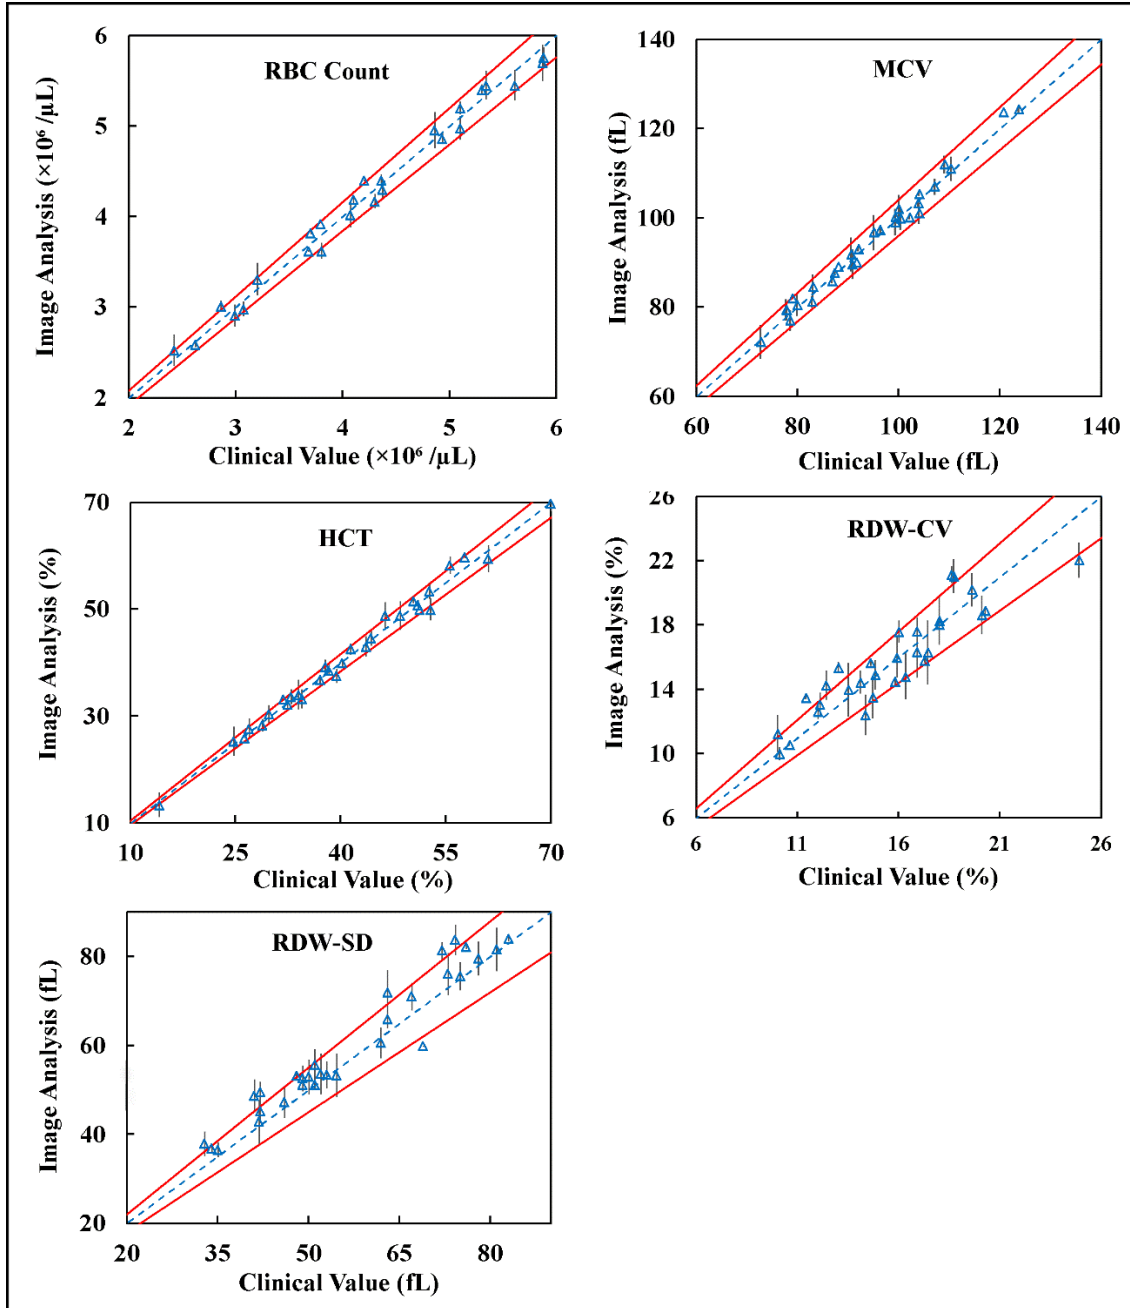 RBC Count
Image Analysis (×10⁶ /µL)
6
5
4
3
2
2 3 4 5 6
Clinical Value (×10⁶ /µL)
MCV
Image Analysis (fL)
140
120
100
80
60
60 80 100 120 140
Clinical Value (fL)
HCT
Image Analysis (%)
70
50
30
10
10 25 40 55 70
Clinical Value (%)
RDW-CV
Image Analysis (%)
26
22
18
14
10
6
6 11 16 21 26
Clinical Value (%)
RDW-SD
Image Analysis (fL)
80
60
40
20
20 35 50 65 80
Clinical Value (fL)